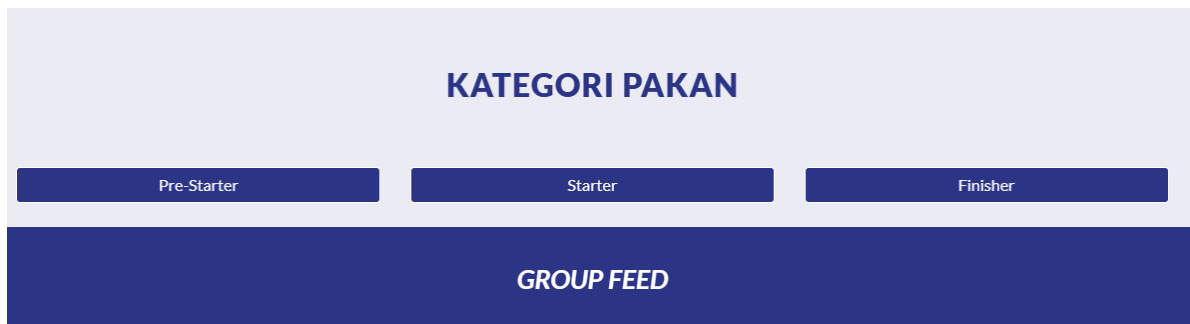 KATEGORI PAKAN
Pre-Starter
Starter
Finisher
GROUP FEED